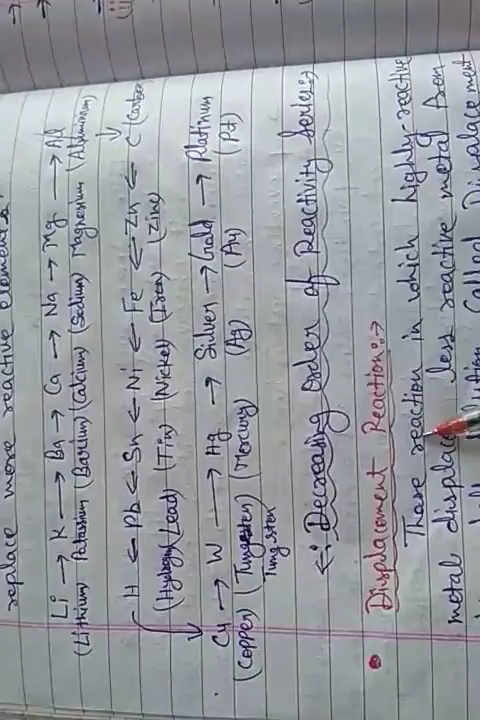 replace more reactive elements.
Li → K → Ba → Ca → Na → Mg → Al
(Lithium) Potassium) (Barium) (Calcium) (Sodium) Magnesium) (Aluminum)
H ← Pb ← Sn ← Ni ← Fe ← Zn ← C (Carbon
(Hydrogen) (Lead) (Tin) (Nickel) (Iron) (Zinc)
Cu → W → Hg → Silver → Gold → Platinum
(Copper) (Tungesten) (Mercury) (Ag) (Au) (Pt)
Tungsten
<: Decreasing Order of Reactivity Series:→
• Displacement Reaction:→
Those reaction in which highly-reactive
metal displace less reactive metal from
Called Displacement